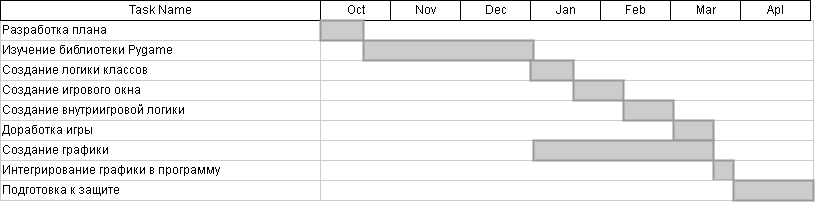 Task Name Oct Nov Dec Jan Feb Mar Apl
Разработка плана
Изучение библиотеки Pygame
Создание логики классов
Создание игрового окна
Создание внутриигровой логики
Доработка игры
Создание графики
Интегрирование графики в программу
Подготовка к защите